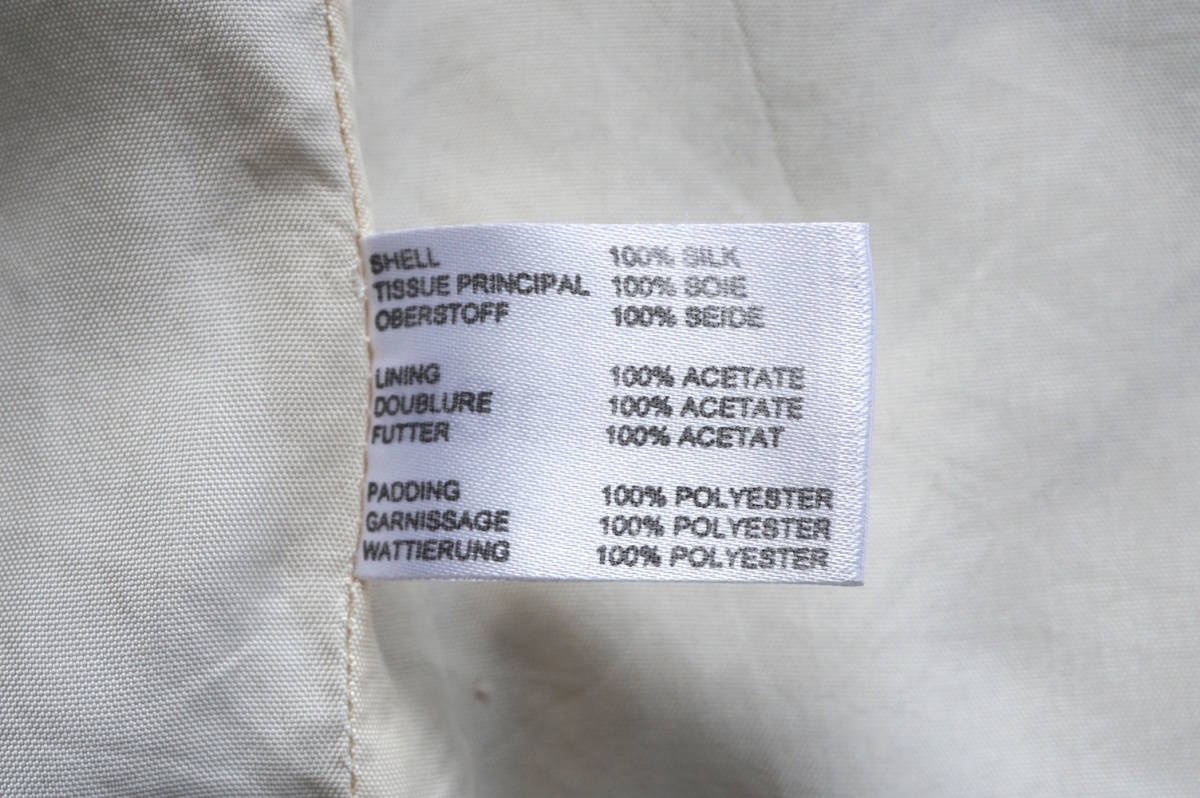 SHELL 100% SILK
TISSUE PRINCIPAL 100% SOIE
OBERSTOFF 100% SEIDE
LINING 100% ACETATE
DOUBLURE 100% ACETATE
FUTTER 100% ACETAT
PADDING 100% POLYESTER
GARNISSAGE 100% POLYESTER
WATTIERUNG 100% POLYESTER